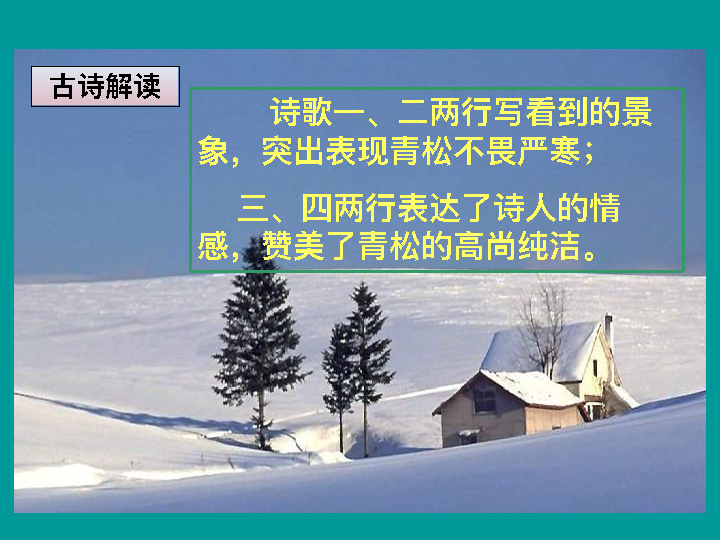 古诗解读
诗歌一、二两行写看到的景
象，突出表现青松不畏严寒；
三、四两行表达了诗人的情
感，赞美了青松的高尚纯洁。